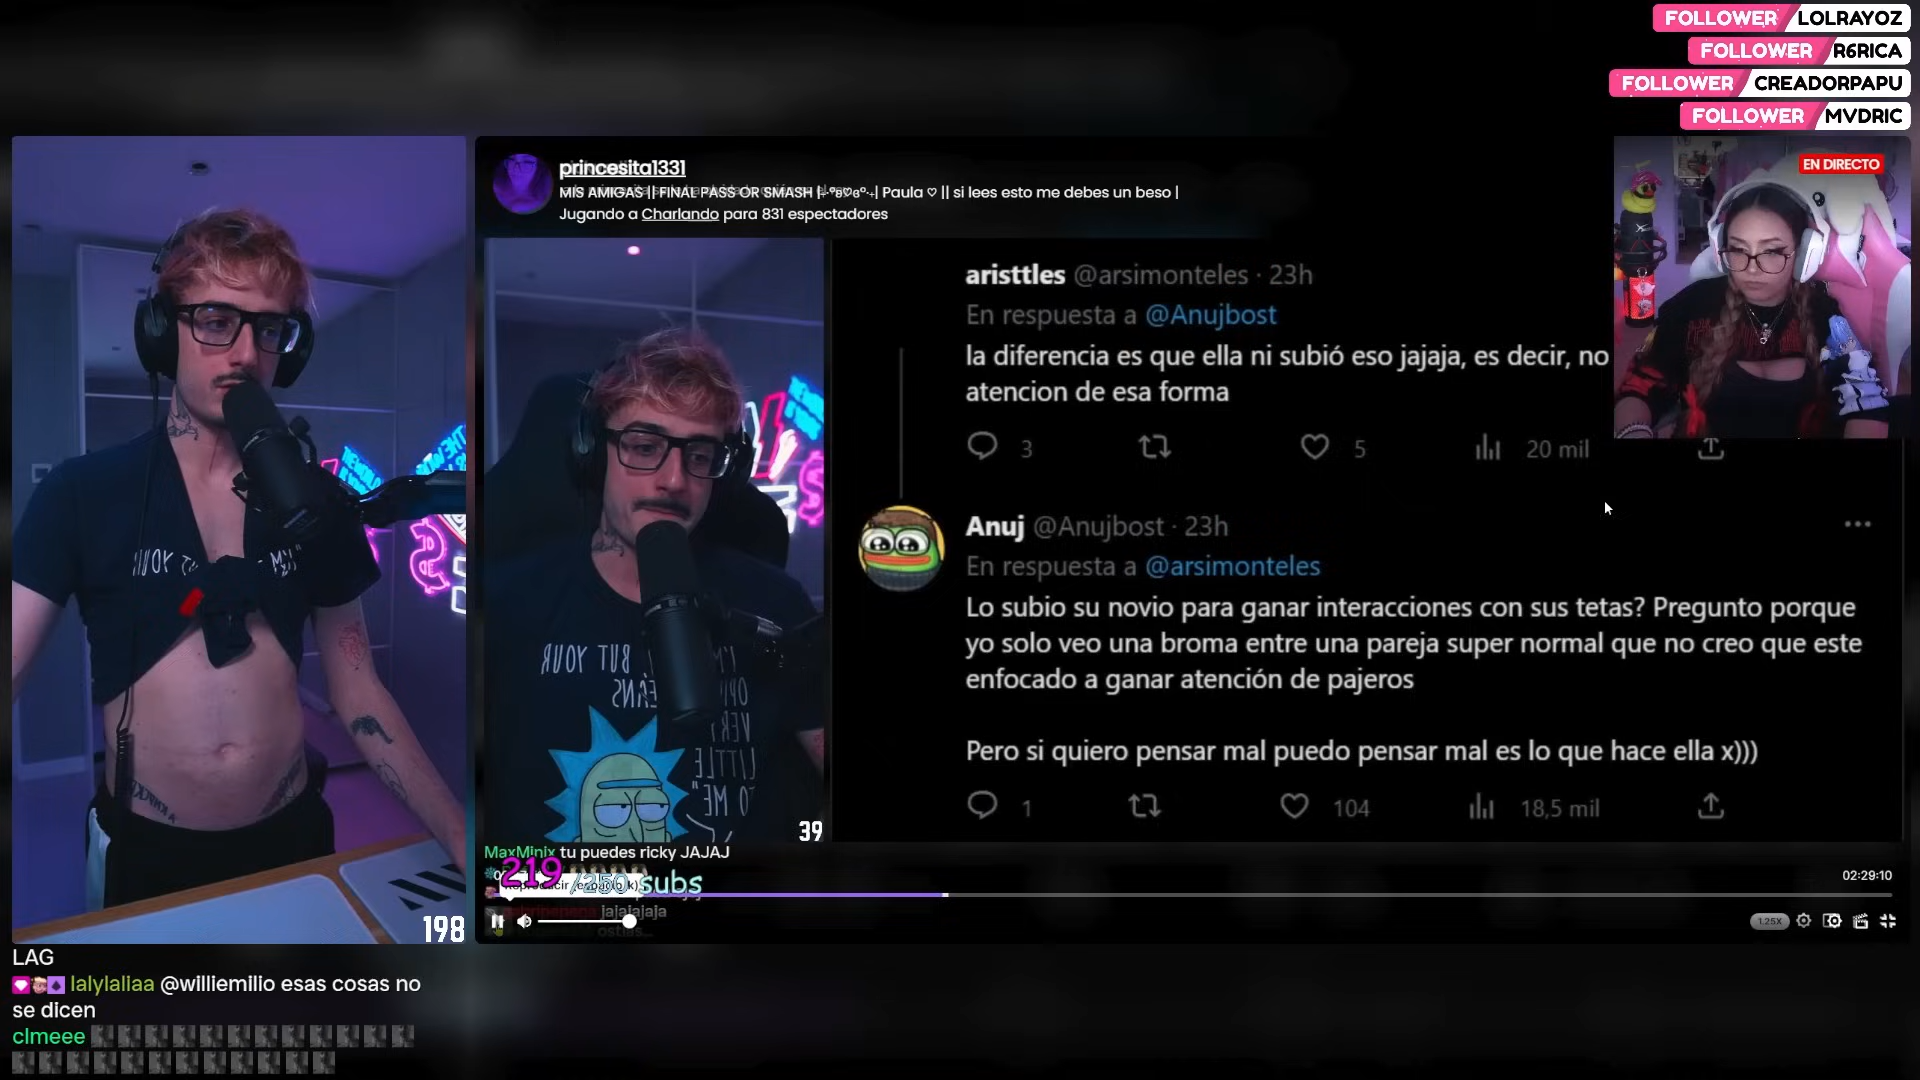 FOLLOWER LOLRAYOZ
FOLLOWER R6RICA
FOLLOWER CREADORPAPU
FOLLOWER MVDRIC
EN DIRECTO
princesita1331
MIS AMIGAS || FINAL PASS OR SMASH Paula ♡ || si lees esto me debes un beso |
Jugando a Charlando para 831 espectadores
aristtles @arsimonteles · 23h
En respuesta a @Anujbost
la diferencia es que ella ni subió eso jajaja, es decir, no
atencion de esa forma
3 5 20 mil
Anuj @Anujbost · 23h
En respuesta a @arsimonteles
Lo subio su novio para ganar interacciones con sus tetas? Pregunto porque
yo solo veo una broma entre una pareja super normal que no creo que este
enfocado a ganar atención de pajeros
Pero si quiero pensar mal puedo pensar mal es lo que hace ella x)))
1 104 18,5 mil
39
MaxMinix tu puedes ricky JAJAJ
219 /250 subs
jajajajaja
02:29:10
1.25X
198
LAG
lalylallaa @williemilio esas cosas no
se dicen
clmeee